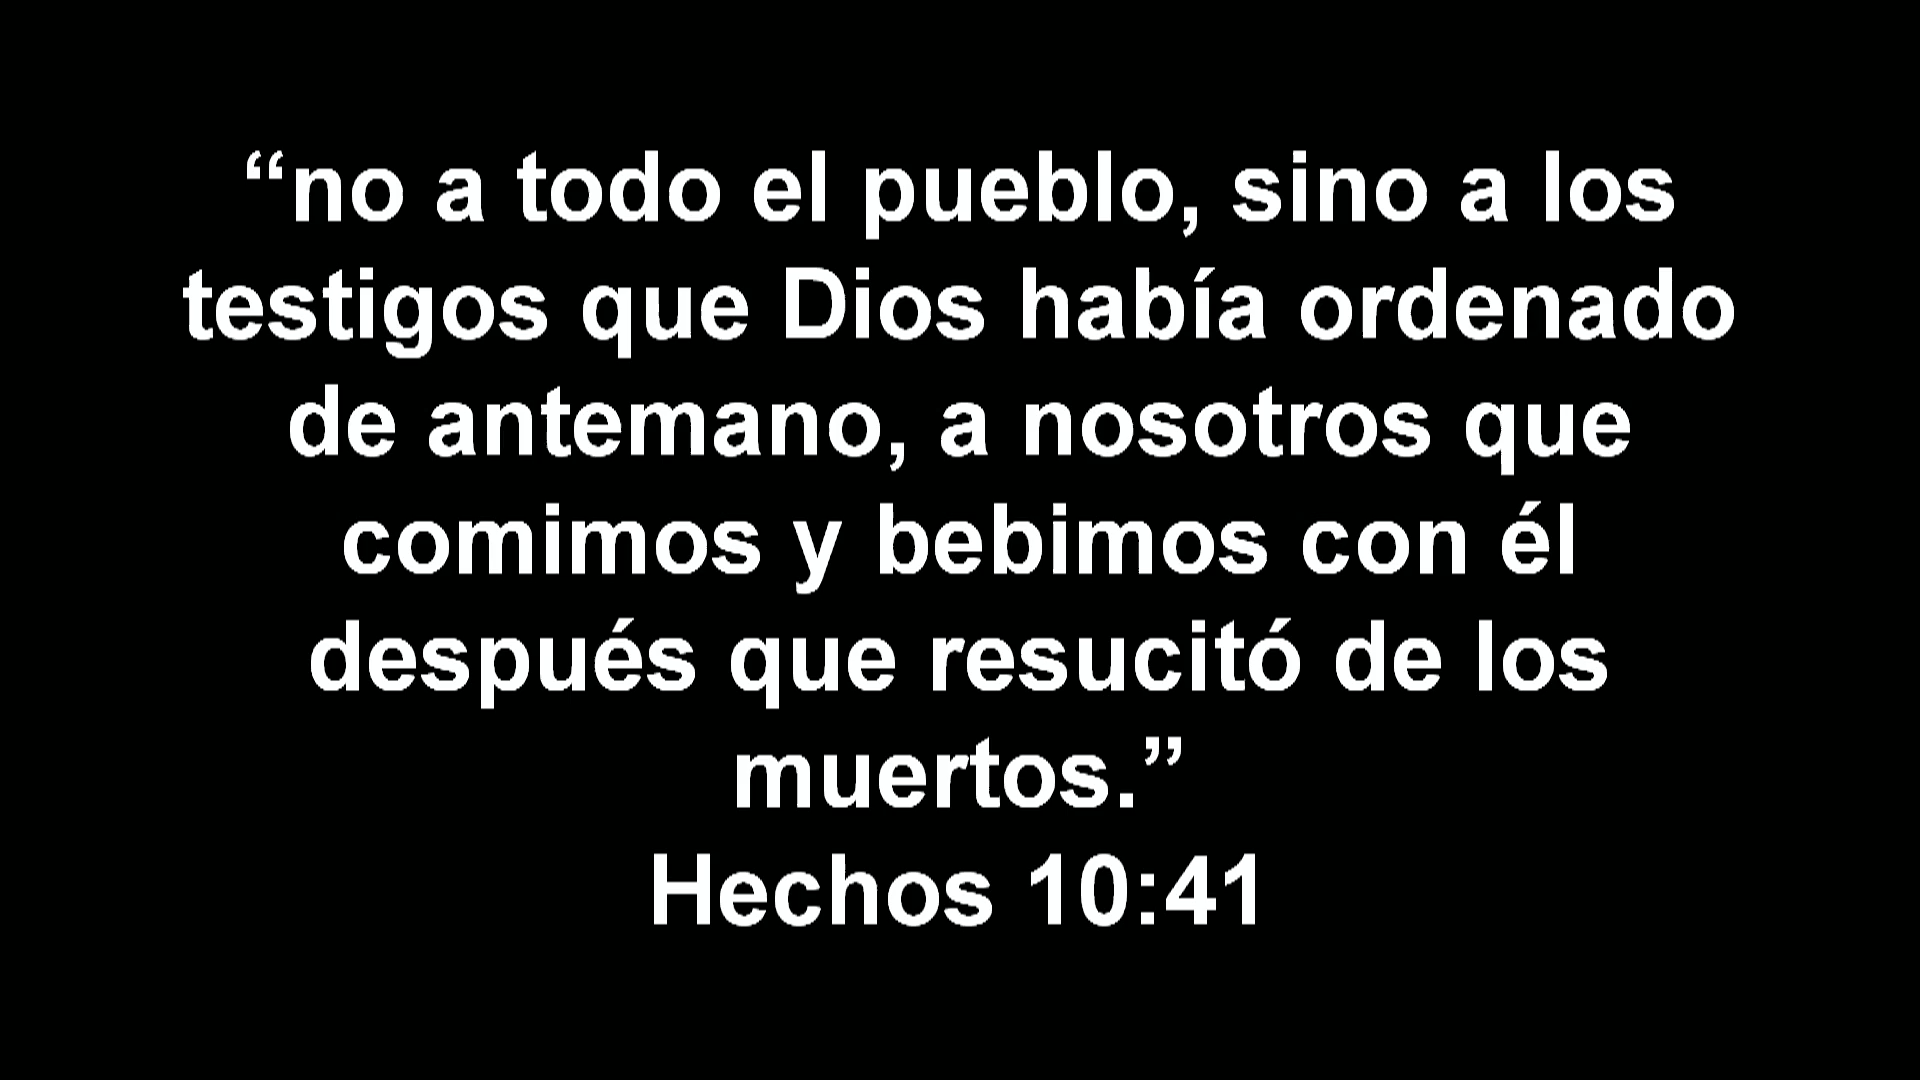 “no a todo el pueblo, sino a los
testigos que Dios había ordenado
de antemano, a nosotros que
comimos y bebimos con él
después que resucitó de los
muertos.”
Hechos 10:41